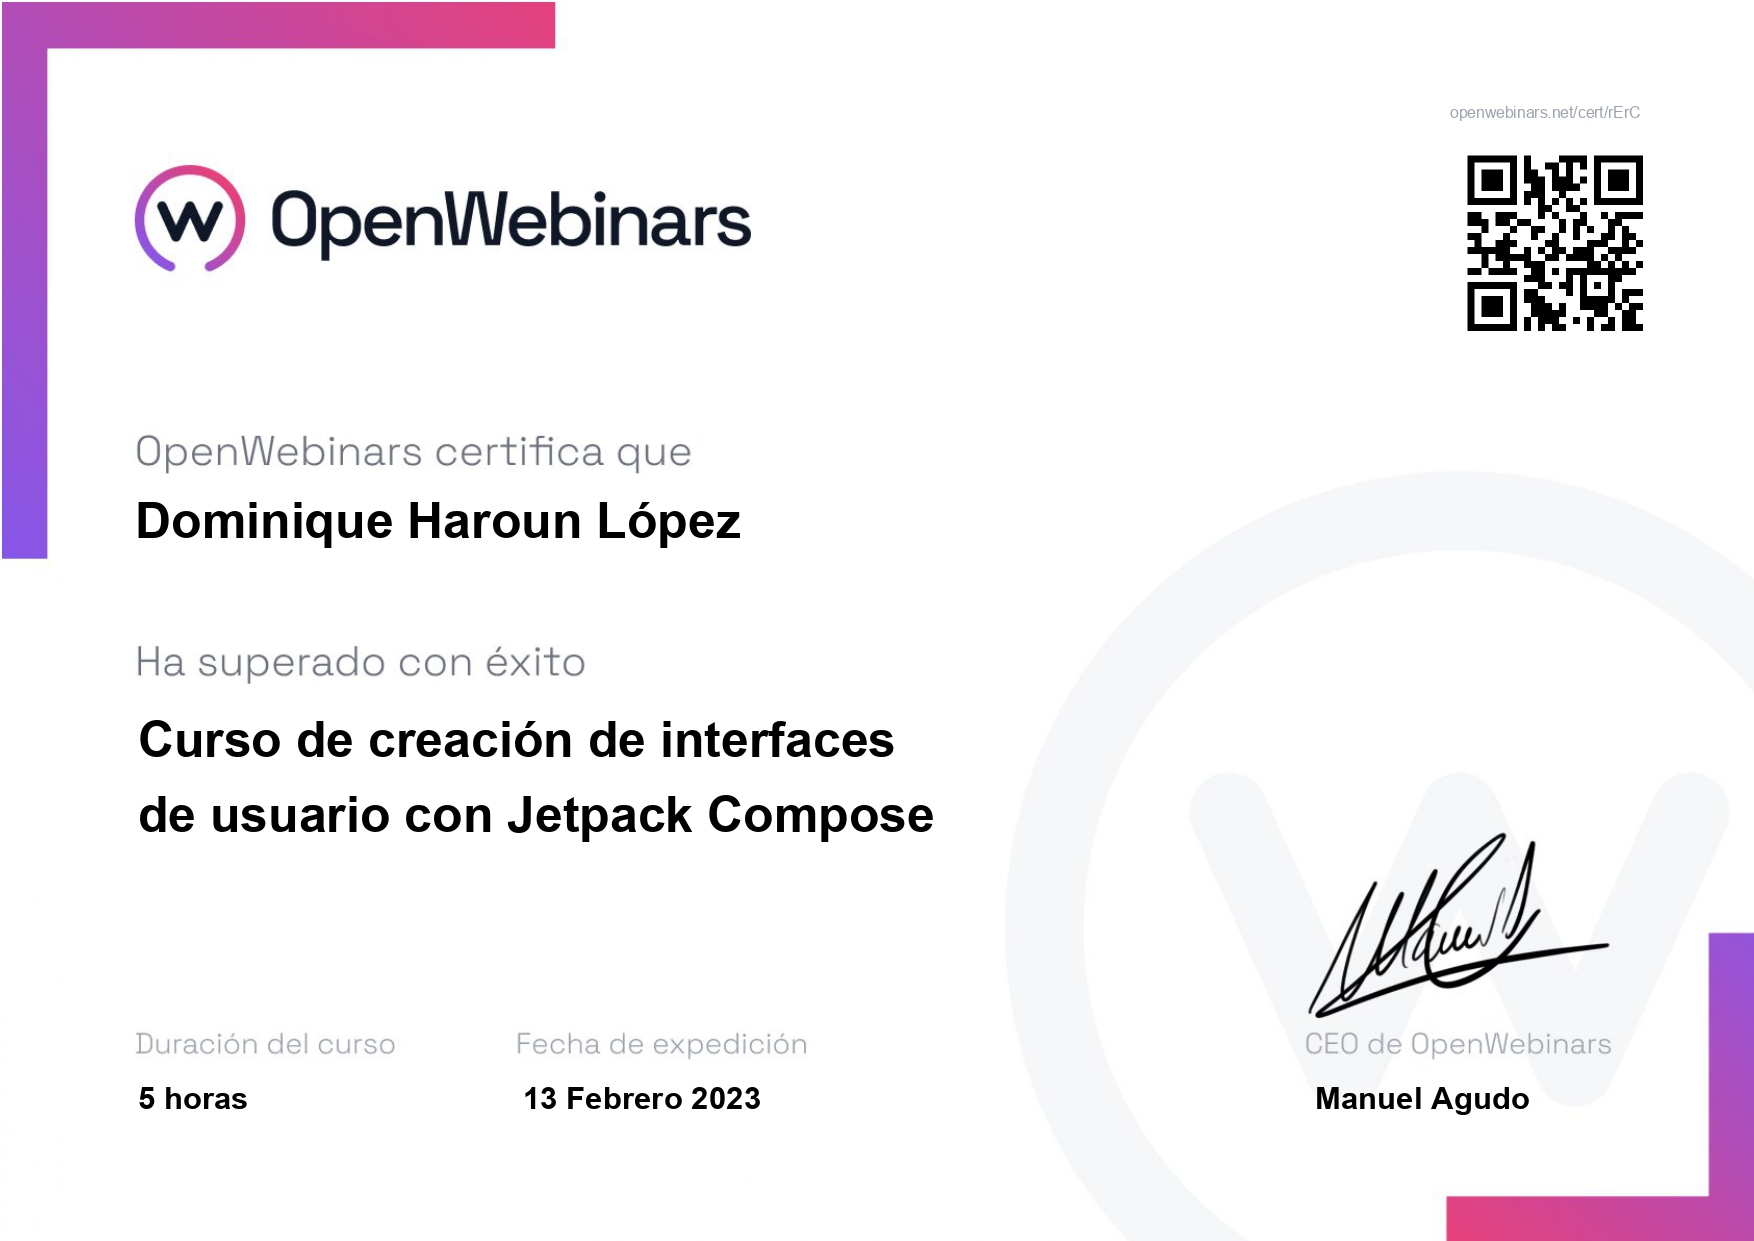 openwebinars.net/cert/rErC
OpenWebinars
OpenWebinars certifica que
Dominique Haroun López
Ha superado con éxito
Curso de creación de interfaces
de usuario con Jetpack Compose
Duración del curso
5 horas
Fecha de expedición
13 Febrero 2023
CEO de OpenWebinars
Manuel Agudo